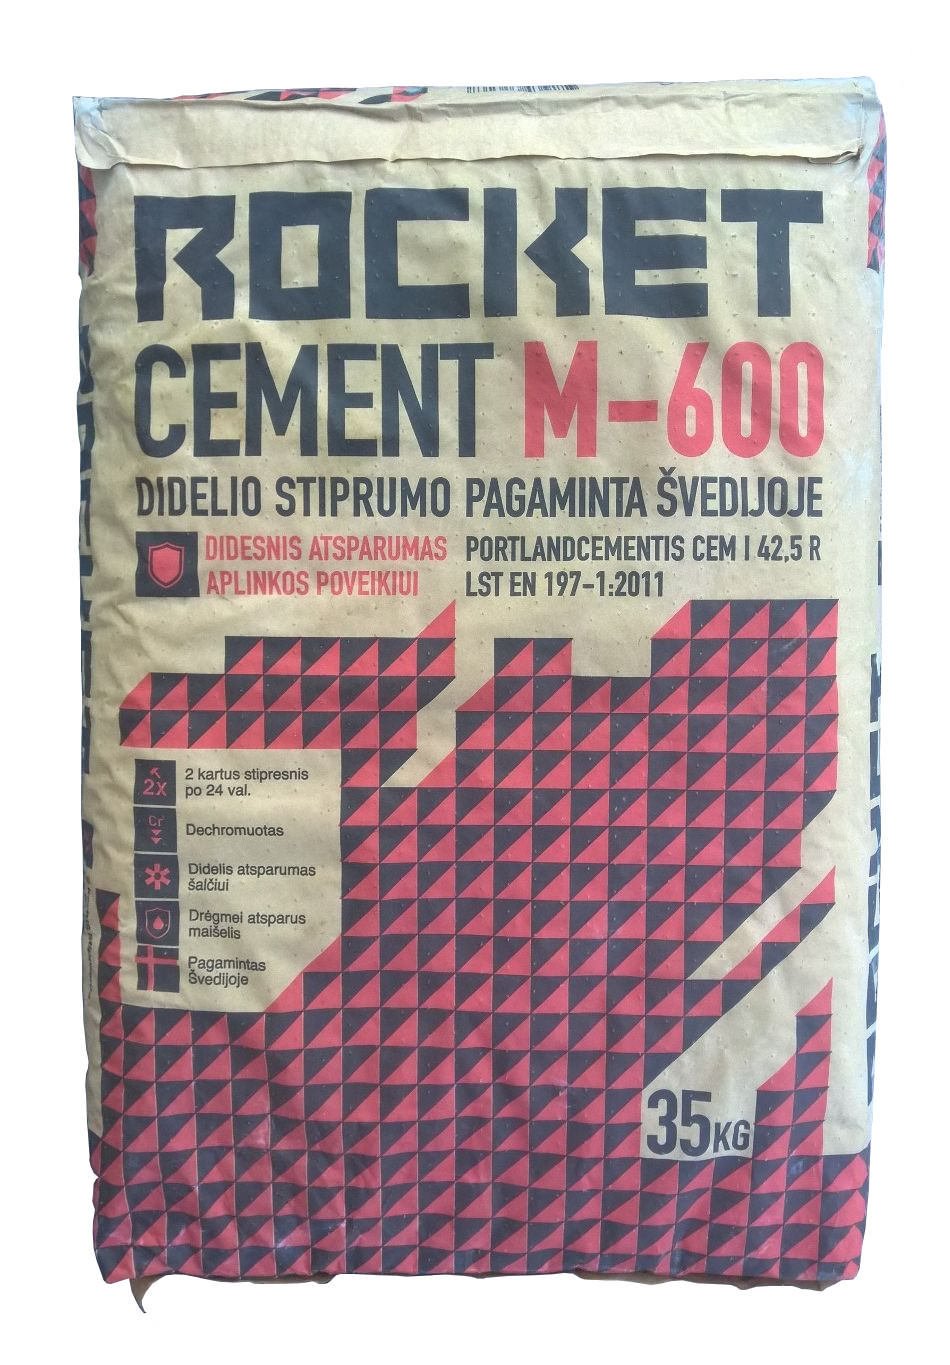 ROCKET
CEMENT M-600
DIDELIO STIPRUMO PAGAMINTA ŠVEDIJOJE
DIDESNIS ATSPARUMAS
APLINKOS POVEIKIUI
PORTLANDCEMENTIS CEM I 42,5 R
LST EN 197-1:2011
2X
2 kartus stipresnis
po 24 val.
Cr
Dechromuotas
Didelis atsparumas
šalčiui
Drėgmei atsparus
maišelis
Pagamintas
Švedijoje
35KG